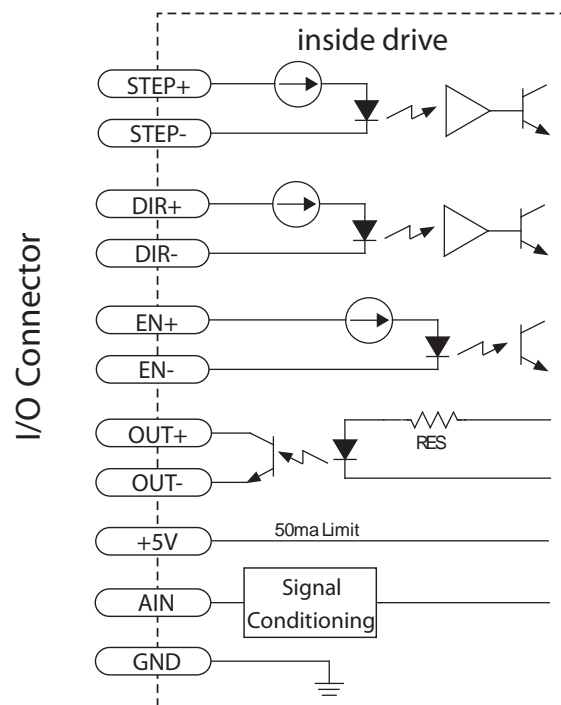 inside drive
I/O Connector
STEP+
STEP-
DIR+
DIR-
EN+
EN-
OUT+
RES
OUT-
+5V
50ma Limit
AIN
Signal
Conditioning
GND